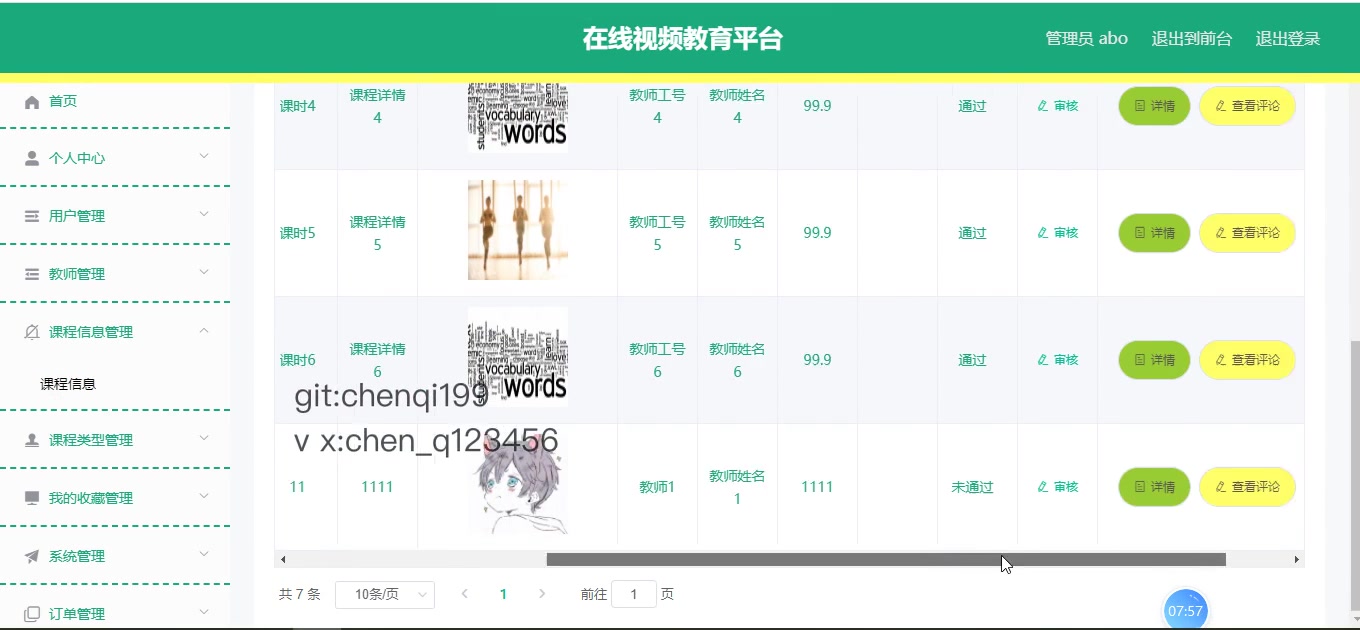 在线视频教育平台
管理员 abo 退出到前台 退出登录
首页
个人中心
用户管理
教师管理
课程信息管理
课程信息
课程类型管理
我的收藏管理
系统管理
订单管理
课时4 课程详情4 words vocabulary students love 教师工号4 教师姓名4 99.9 通过 审核 详情 查看评论
课时5 课程详情5 教师工号5 教师姓名5 99.9 通过 审核 详情 查看评论
课时6 课程详情6 words vocabulary students love 教师工号6 教师姓名6 99.9 通过 审核 详情 查看评论
git:chenqi199
v x:chen_q123456
11 1111 教师1 教师姓名1 1111 未通过 审核 详情 查看评论
共 7 条 10条/页 1 前往 1 页
07:57